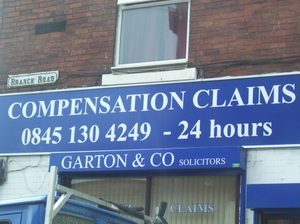 BRANCH ROAD
COMPENSATION CLAIMS
0845 130 4249 - 24 hours
GARTON & CO SOLICITORS
CLAIMS